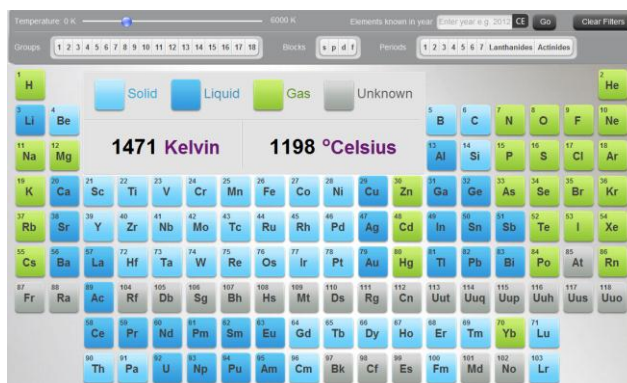 Temperature 0 K 6000 K Elements known in year Enter year e.g. 2012 CE Go Clear Filters
Groups 1 2 3 4 5 6 7 8 9 10 11 12 13 14 15 16 17 18 Blocks s p d f Periods 1 2 3 4 5 6 7 Lanthanides Actinides
1 2
H Solid Liquid Gas Unknown He
3 4 5 6 7 8 9 10
Li Be B C N O F Ne
11 12 13 14 15 16 17 18
Na Mg 1471 Kelvin 1198 °Celsius Al Si P S Cl Ar
19 20 21 22 23 24 25 26 27 28 29 30 31 32 33 34 35 36
K Ca Sc Ti V Cr Mn Fe Co Ni Cu Zn Ga Ge As Se Br Kr
37 38 39 40 41 42 43 44 45 46 47 48 49 50 51 52 53 54
Rb Sr Y Zr Nb Mo Tc Ru Rh Pd Ag Cd In Sn Sb Te I Xe
55 56 57 72 73 74 75 76 77 78 79 80 81 82 83 84 85 86
Cs Ba La Hf Ta W Re Os Ir Pt Au Hg Tl Pb Bi Po At Rn
87 88 89 104 105 106 107 108 109 110 111 112 113 114 115 116 117 118
Fr Ra Ac Rf Db Sg Bh Hs Mt Ds Rg Cn Uut Uuq Uup Uuh Uus Uuo
58 59 60 61 62 63 64 65 66 67 68 69 70 71
Ce Pr Nd Pm Sm Eu Gd Tb Dy Ho Er Tm Yb Lu
90 91 92 93 94 95 96 97 98 99 100 101 102 103
Th Pa U Np Pu Am Cm Bk Cf Es Fm Md No Lr